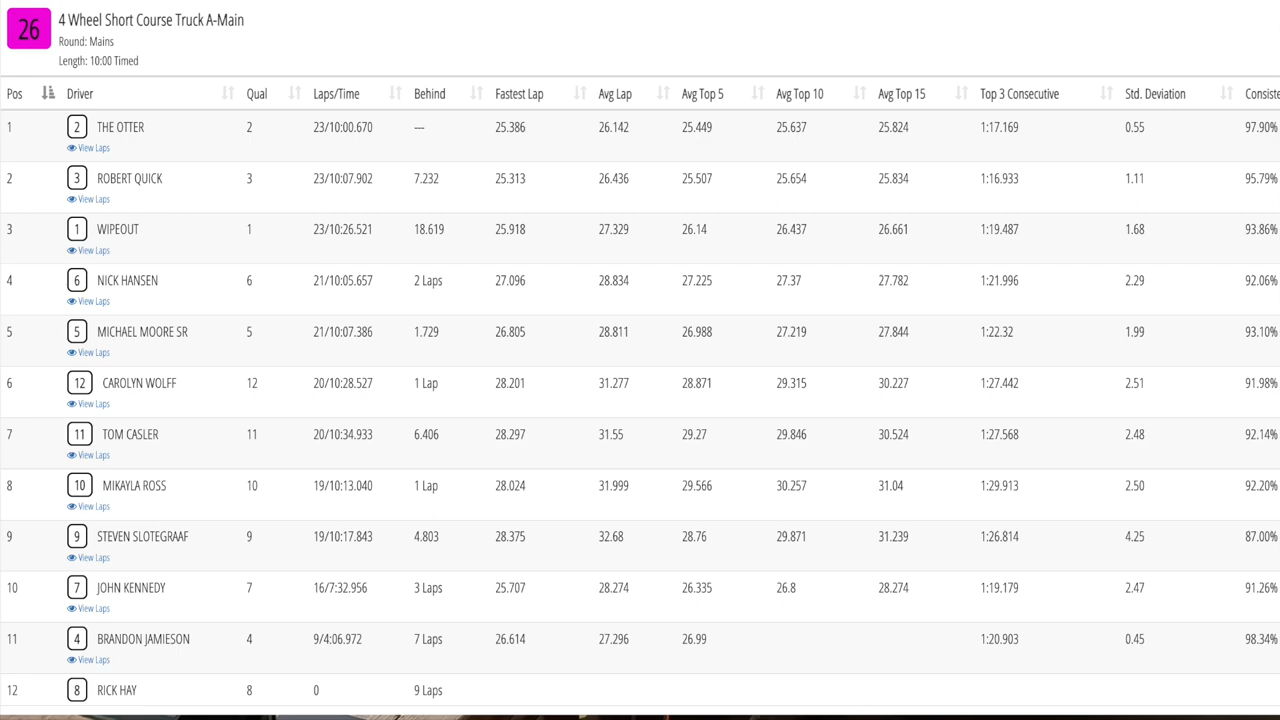 26
4 Wheel Short Course Truck A-Main
Round: Mains
Length: 10:00 Timed
Pos Driver Qual Laps/Time Behind Fastest Lap Avg Lap Avg Top 5 Avg Top 10 Avg Top 15 Top 3 Consecutive Std. Deviation Consiste
1 2 THE OTTER 2 23/10:00.670 --- 25.386 26.142 25.449 25.637 25.824 1:17.169 0.55 97.90%
View Laps
2 3 ROBERT QUICK 3 23/10:07.902 7.232 25.313 26.436 25.507 25.654 25.834 1:16.933 1.11 95.79%
View Laps
3 1 WIPEOUT 1 23/10:26.521 18.619 25.918 27.329 26.14 26.437 26.661 1:19.487 1.68 93.86%
View Laps
4 6 NICK HANSEN 6 21/10:05.657 2 Laps 27.096 28.834 27.225 27.37 27.782 1:21.996 2.29 92.06%
View Laps
5 5 MICHAEL MOORE SR 5 21/10:07.386 1.729 26.805 28.811 26.988 27.219 27.844 1:22.32 1.99 93.10%
View Laps
6 12 CAROLYN WOLFF 12 20/10:28.527 1 Lap 28.201 31.277 28.871 29.315 30.227 1:27.442 2.51 91.98%
View Laps
7 11 TOM CASLER 11 20/10:34.933 6.406 28.297 31.55 29.27 29.846 30.524 1:27.568 2.48 92.14%
View Laps
8 10 MIKAYLA ROSS 10 19/10:13.040 1 Lap 28.024 31.999 29.566 30.257 31.04 1:29.913 2.50 92.20%
View Laps
9 9 STEVEN SLOTEGRAAF 9 19/10:17.843 4.803 28.375 32.68 28.76 29.871 31.239 1:26.814 4.25 87.00%
View Laps
10 7 JOHN KENNEDY 7 16/7:32.956 3 Laps 25.707 28.274 26.335 26.8 28.274 1:19.179 2.47 91.26%
View Laps
11 4 BRANDON JAMIESON 4 9/4:06.972 7 Laps 26.614 27.296 26.99 1:20.903 0.45 98.34%
View Laps
12 8 RICK HAY 8 0 9 Laps